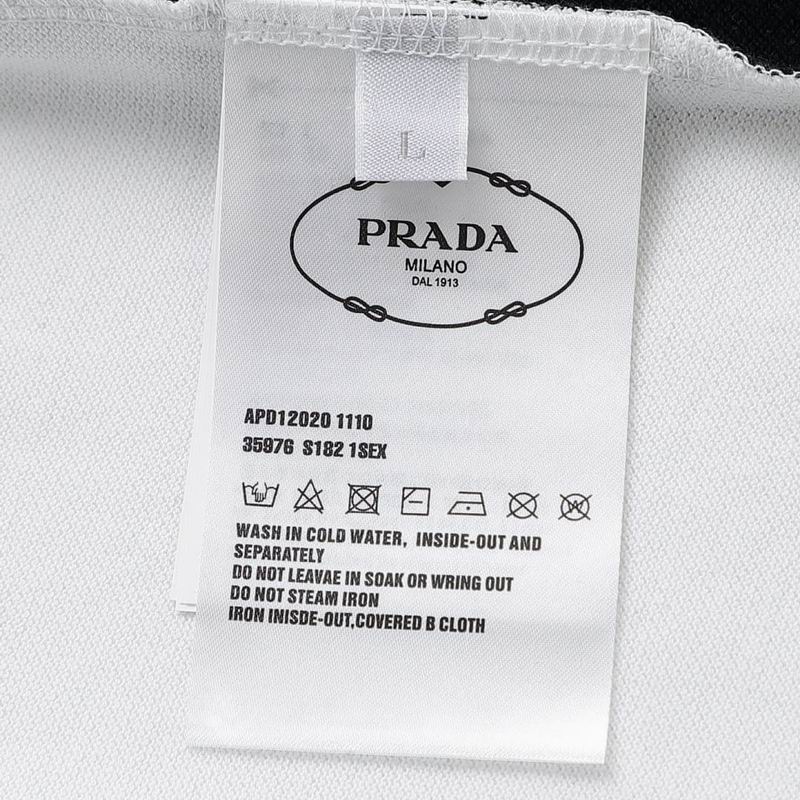 L
PRADA
MILANO
DAL 1913
APD12020 1110
35976 S182 1SEX
W
WASH IN COLD WATER, INSIDE-OUT AND
SEPARATELY
DO NOT LEAVAE IN SOAK OR WRING OUT
DO NOT STEAM IRON
IRON INISDE-OUT,COVERED B CLOTH